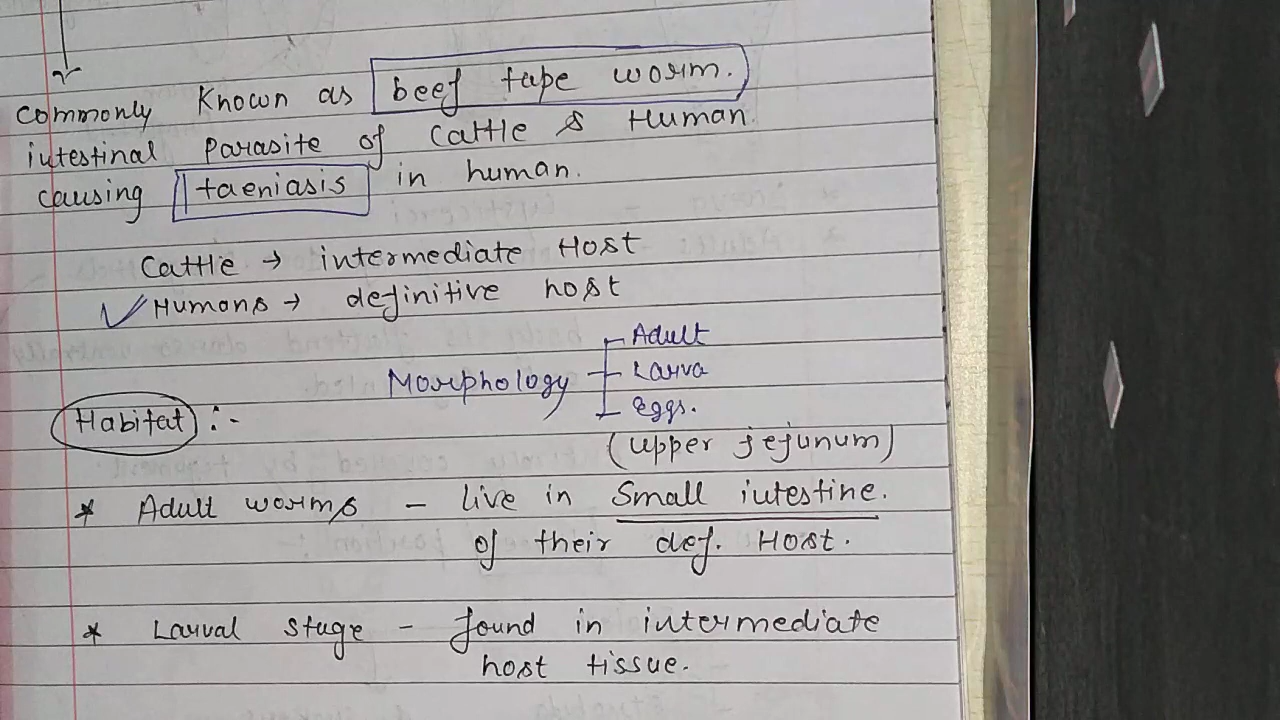 commonly known as beef tape worm.
intestinal parasite of cattle & Human.
causing taeniasis in human.
Cattle → intermediate Host
✓ Humans → definitive host
Morphology
Adult
Larva
Eggs.
Habitat :-
(upper jejunum)
* Adult worms - live in Small intestine.
of their def. Host.
* Larval stage - found in intermediate
host tissue.